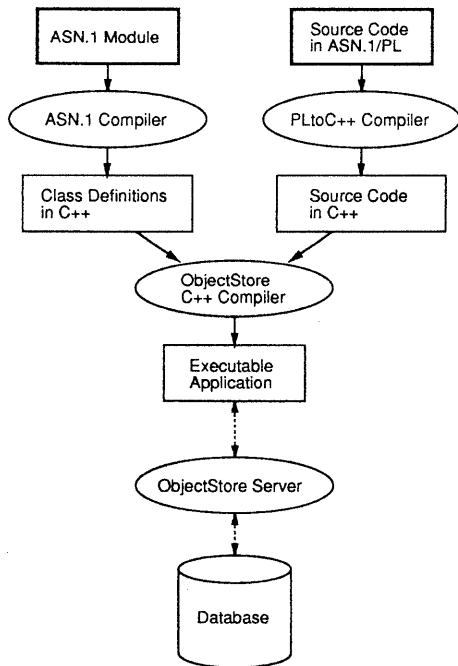 ASN.1 Module
Source Code
in ASN.1/PL
ASN.1 Compiler
PLtoC++ Compiler
Class Definitions
in C++
Source Code
in C++
ObjectStore
C++ Compiler
Executable
Application
ObjectStore Server
Database